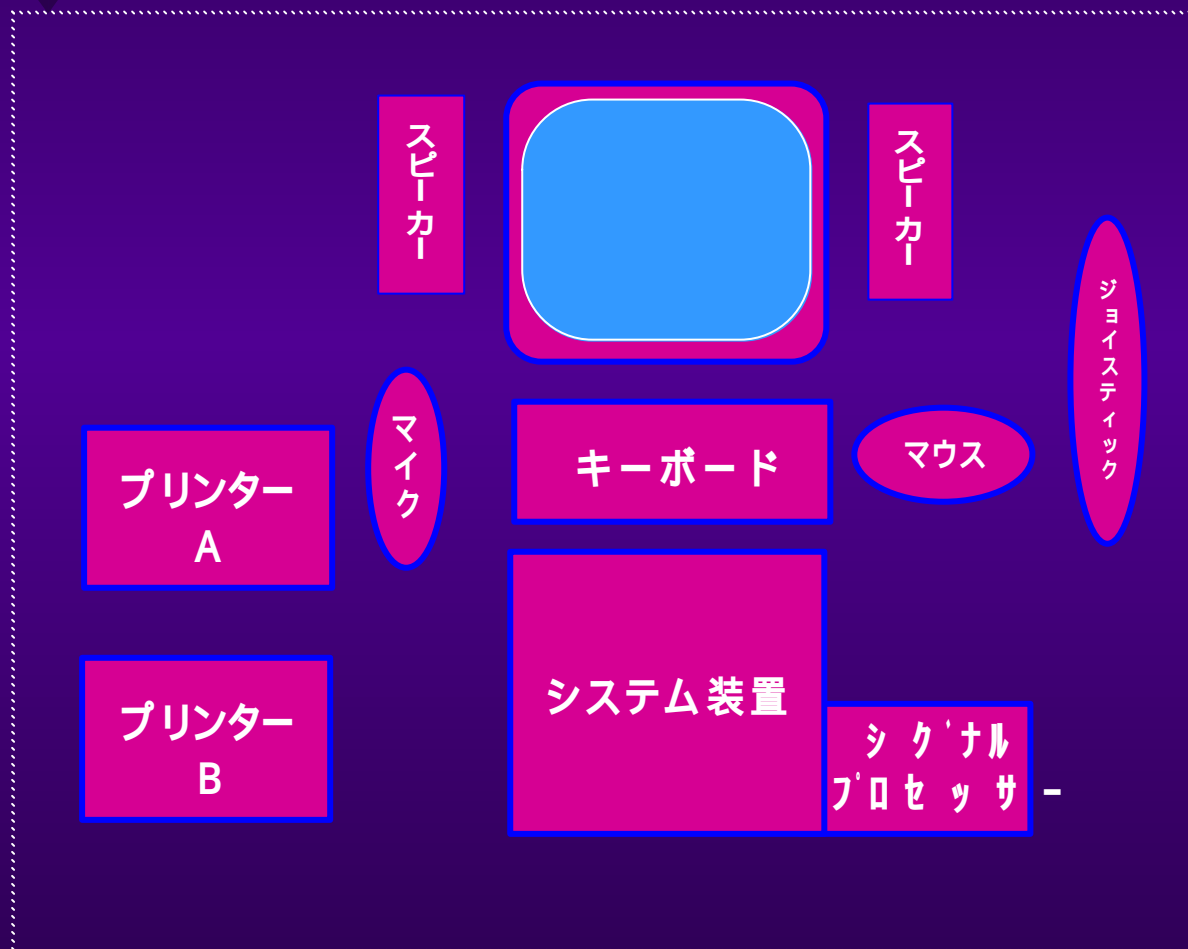 スピーカー
スピーカー
ジョイスティック
マイク
キーボード
マウス
プリンター
A
システム装置
プリンター
B
シグナル
プロセッサー